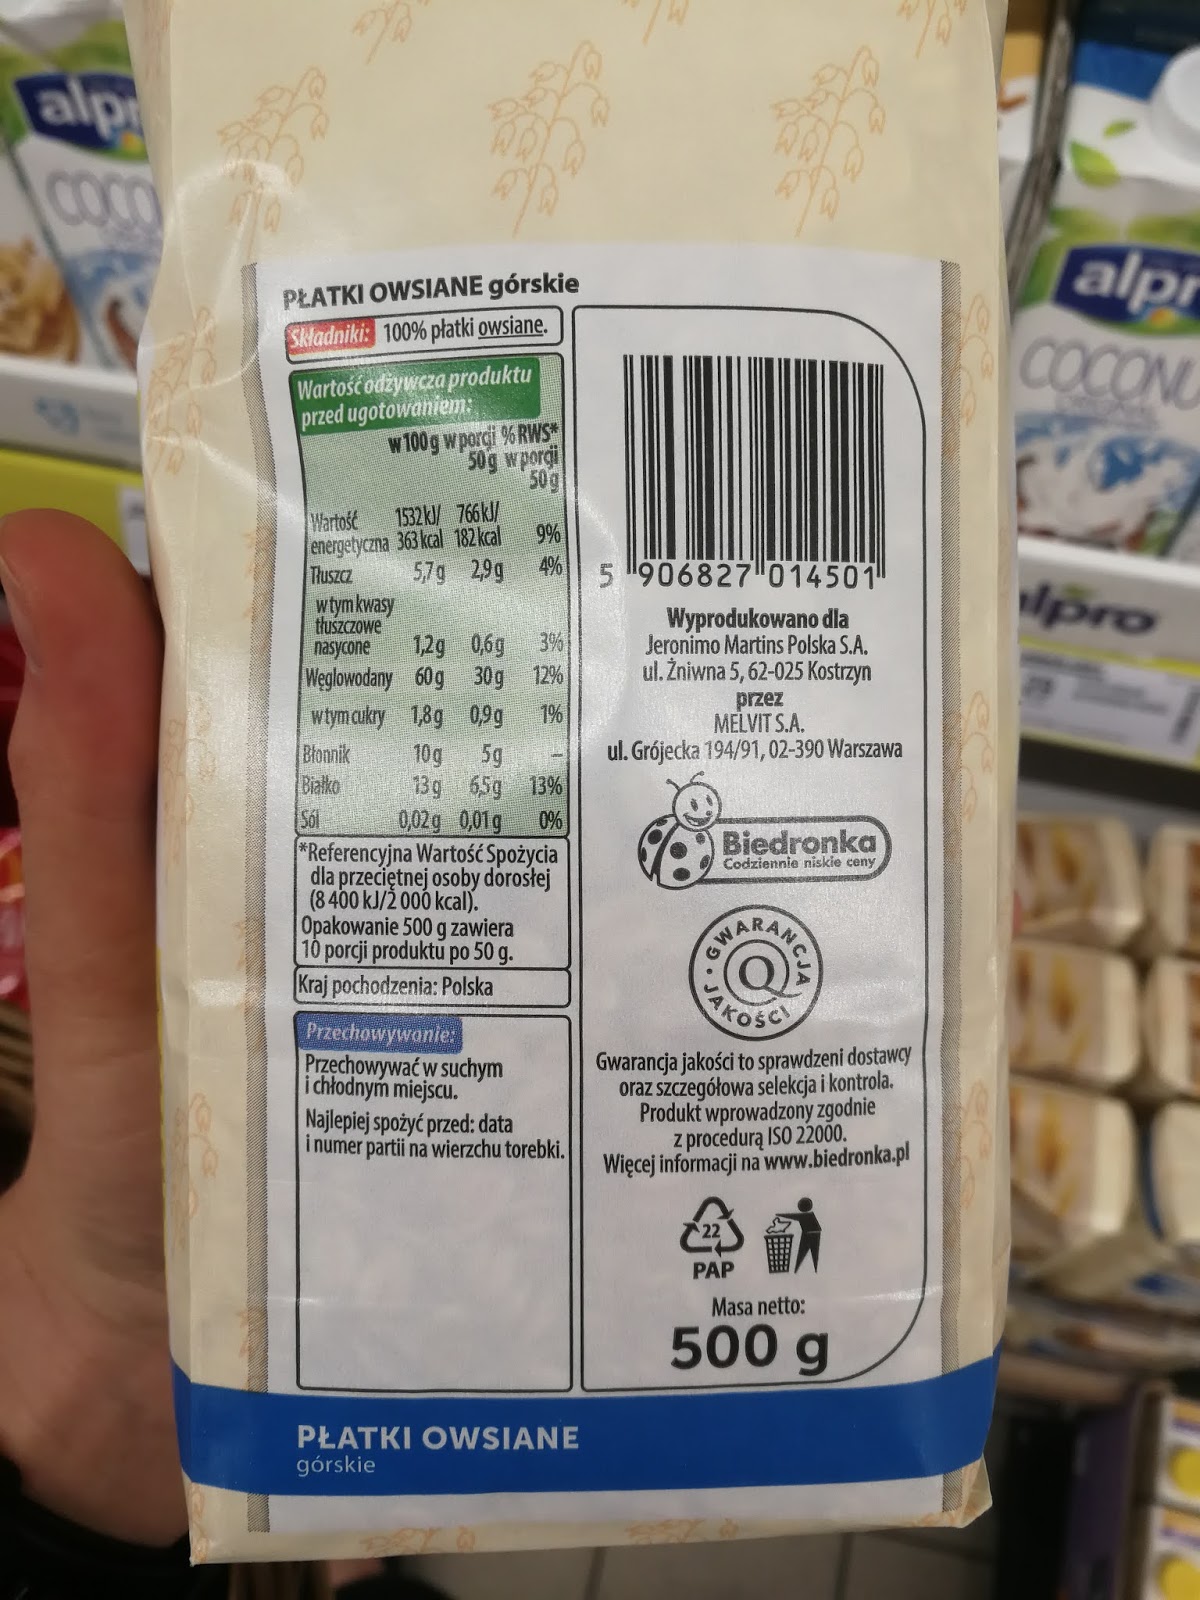 PŁATKI OWSIANE górskie
Składniki: 100% płatki owsiane.
Wartość odżywcza produktu
przed ugotowaniem:
w 100 g w porcji % RWS*
50 g w porcji
50 g
Wartość 1532 kJ/ 766 kJ/
energetyczna 363 kcal 182 kcal 9%
Tłuszcz 5,7 g 2,9 g 4%
w tym kwasy
tłuszczowe
nasycone 1,2 g 0,6 g 3%
Węglowodany 60 g 30 g 12%
w tym cukry 1,8 g 0,9 g 1%
Błonnik 10 g 5 g –
Białko 13 g 6,5 g 13%
Sól 0,02 g 0,01 g 0%
*Referencyjna Wartość Spożycia
dla przeciętnej osoby dorosłej
(8 400 kJ/2 000 kcal).
Opakowanie 500 g zawiera
10 porcji produktu po 50 g.
Kraj pochodzenia: Polska
Przechowywanie:
Przechowywać w suchym
i chłodnym miejscu.
Najlepiej spożyć przed: data
i numer partii na wierzchu torebki.
5 906827 014501
Wyprodukowano dla
Jeronimo Martins Polska S.A.
ul. Żniwna 5, 62-025 Kostrzyn
przez
MELVIT S.A.
ul. Grójecka 194/91, 02-390 Warszawa
Biedronka
Codziennie niskie ceny
GWARANCJA
Q
JAKOŚCI
Gwarancja jakości to sprawdzeni dostawcy
oraz szczegółowa selekcja i kontrola.
Produkt wprowadzony zgodnie
z procedurą ISO 22000.
Więcej informacji na www.biedronka.pl
22
PAP
Masa netto:
500 g
PŁATKI OWSIANE
górskie
alpr
COCO
alpr
COCONU
alpro
29